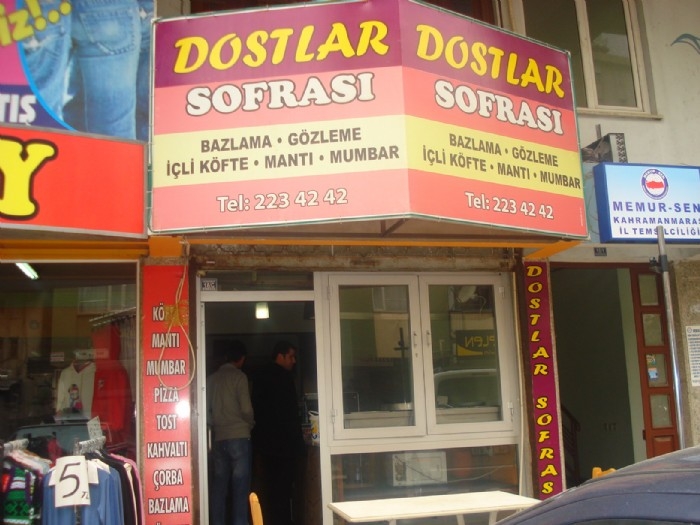 DOSTLAR
SOFRASI
BAZLAMA • GÖZLEME
İÇLİ KÖFTE • MANTI • MUMBAR
Tel: 223 42 42
DOSTLAR
SOFRASI
BAZLAMA • GÖZLEME
İÇLİ KÖFTE • MANTI • MUMBAR
Tel: 223 42 42
MEMUR-SEN
KAHRAMANMARAŞ
İL TEMSİLCİLİĞİ
MANTI
MUMBAR
PİZZA
TOST
KAHVALTI
ÇORBA
BAZLAMA
DOSTLAR SOFRAS
5